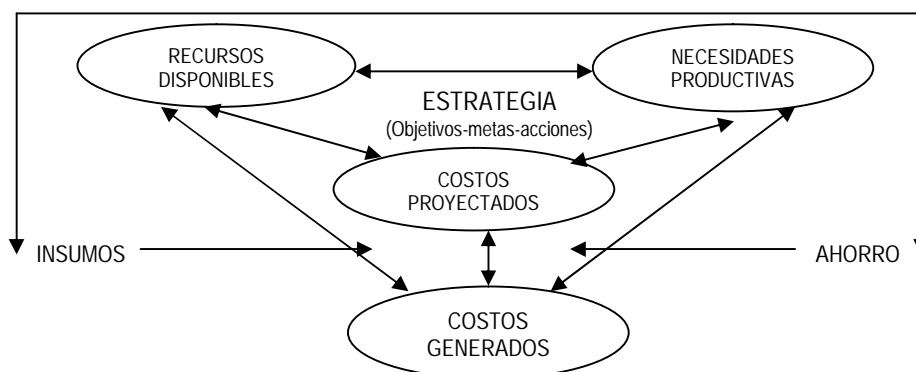 RECURSOS
DISPONIBLES
NECESIDADES
PRODUCTIVAS
ESTRATEGIA
(Objetivos-metas-acciones)
COSTOS
PROYECTADOS
INSUMOS
AHORRO
COSTOS
GENERADOS